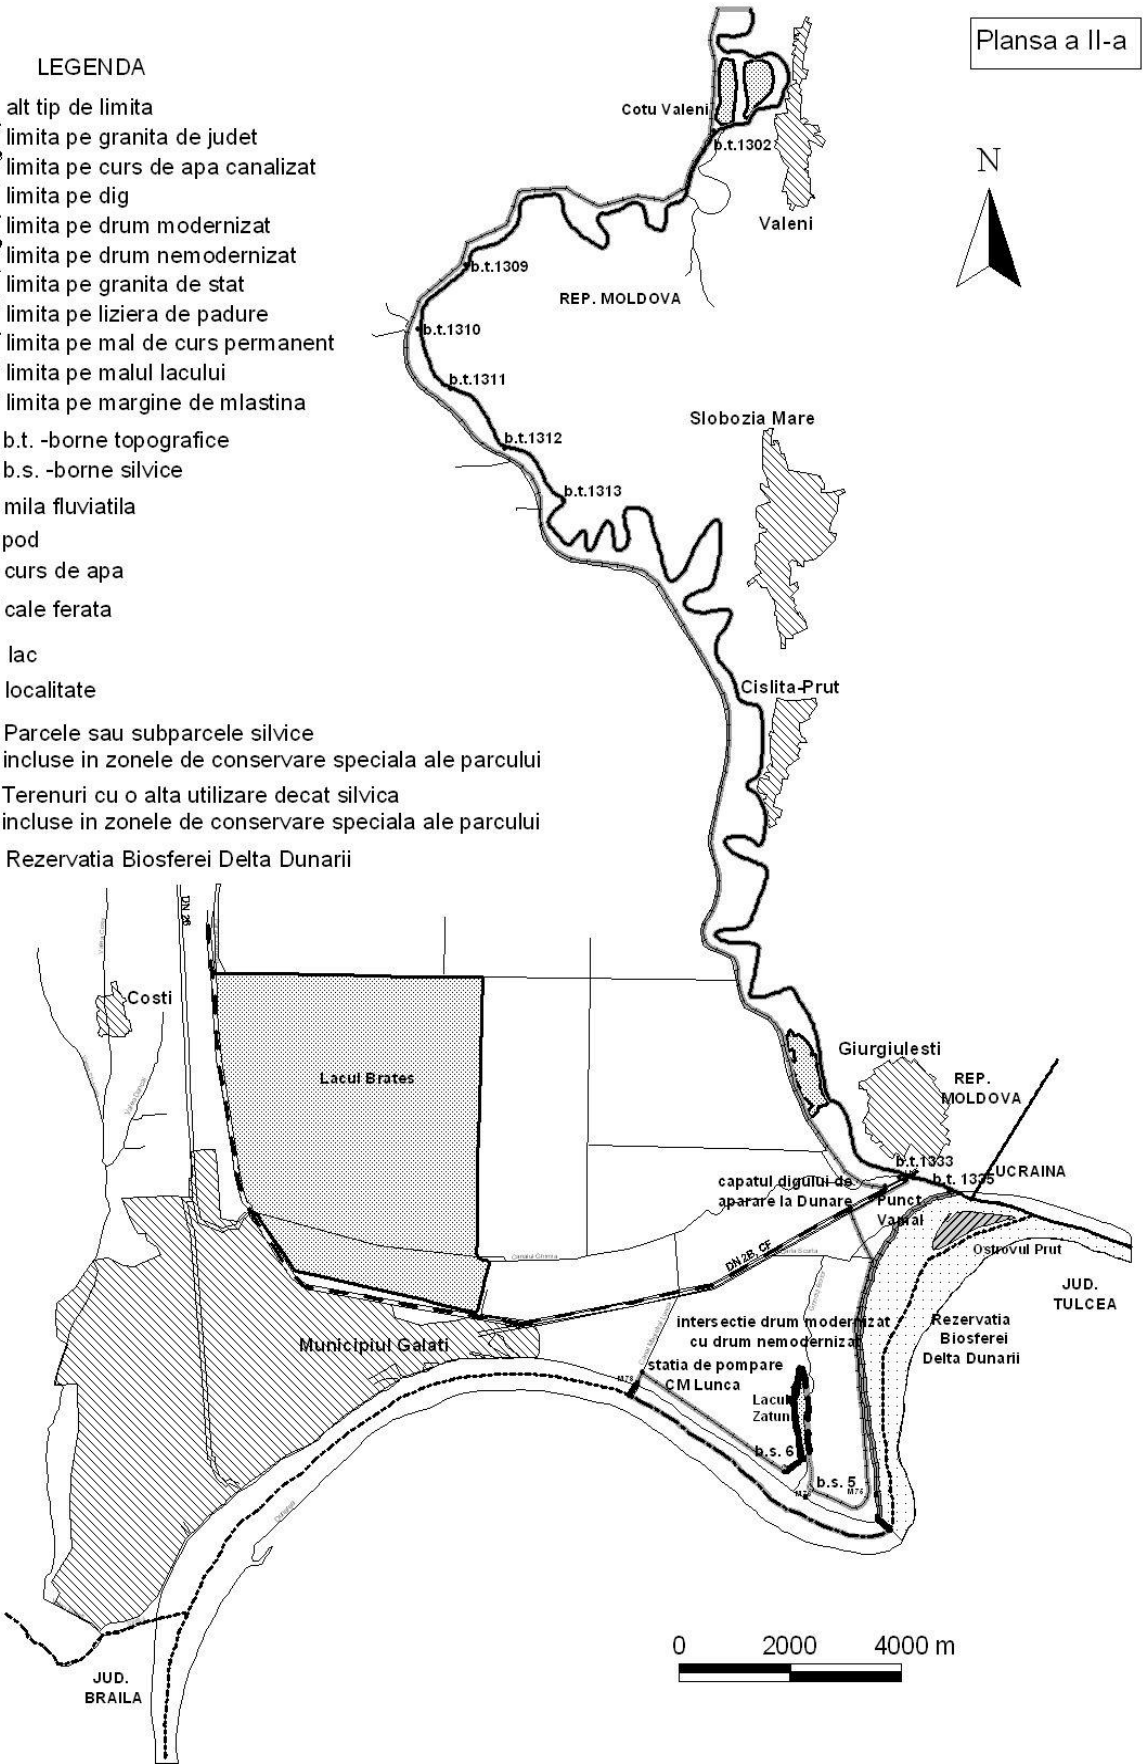 Plansa a II-a
LEGENDA
alt tip de limita
limita pe granita de judet
limita pe curs de apa canalizat
limita pe dig
limita pe drum modernizat
limita pe drum nemodernizat
limita pe granita de stat
limita pe liziera de padure
limita pe mal de curs permanent
limita pe malul lacului
limita pe margine de mlastina
b.t. -borne topografice
b.s. -borne silvice
mila fluviatila
pod
curs de apa
cale ferata
lac
localitate
Parcele sau subparcele silvice
incluse in zonele de conservare speciala ale parcului
Terenuri cu o alta utilizare decat silvica
incluse in zonele de conservare speciala ale parcului
Rezervatia Biosferei Delta Dunarii
Cotu Valeni
b.t.1302
N
Valeni
b.t.1309
REP. MOLDOVA
b.t.1310
b.t.1311
Slobozia Mare
b.t.1312
b.t.1313
Cislita-Prut
DN 26
Costi
Giurgiulesti
Lacul Brates
REP.
MOLDOVA
b.t.1333
b.t. 1335
UCRAINA
capatul digului de
aparare la Dunare
Punct
Vamal
Ostrovul Prut
DN 2B, CF
JUD.
TULCEA
intersectie drum modernizat
cu drum nemodernizat
Rezervatia
Biosferei
Delta Dunarii
Municipiul Galati
statia de pompare
CM Lunca
M78
Lacul
Zatun
b.s. 6
b.s. 5
M76
JUD.
BRAILA
0 2000 4000 m